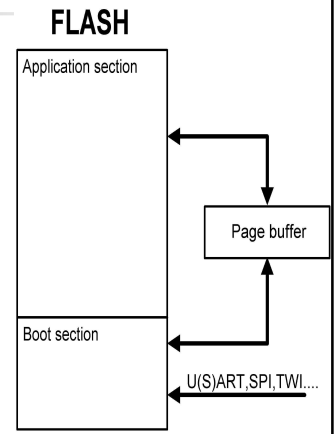 FLASH
Application section
Page buffer
Boot section
U(S)ART,SPI,TWI....